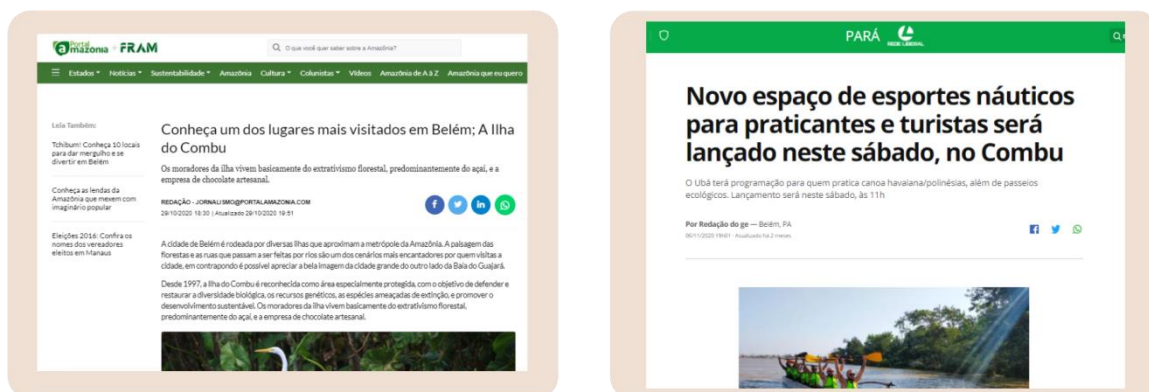 Portal amazônia + FRAM
O que você quer saber sobre a Amazônia?
Estados Notícias Sustentabilidade Amazônia Cultura Colunistas Vídeos Amazônia de A à Z Amazônia que eu quero
Leia Também:
Tchibum! Conheça 10 locais
para dar mergulho e se
divertir em Belém
Conheça as lendas da
Amazônia que mexem com
imaginário popular
Eleições 2016: Confira os
nomes dos vereadores
eleitos em Manaus
Conheça um dos lugares mais visitados em Belém; A Ilha
do Combu
Os moradores da ilha vivem basicamente do extrativismo florestal, predominantemente do açaí, e a
empresa de chocolate artesanal.
REDAÇÃO - JORNALISMO@PORTALAMAZONIA.COM
29/10/2020 18:30 | Atualizado 29/10/2020 19:51
A cidade de Belém é rodeada por diversas ilhas que aproximam a metrópole da Amazônia. A paisagem das
florestas e as ruas que passam a ser feitas por rios são um dos cenários mais encantadores por quem visitas a
cidade, em contrapondo é possível apreciar a bela imagem da cidade grande do outro lado da Baía do Guajará.
Desde 1997, a Ilha do Combu é reconhecida como área especialmente protegida, com o objetivo de defender e
restaurar a diversidade biológica, os recursos genéticos, as espécies ameaçadas de extinção, e promover o
desenvolvimento sustentável. Os moradores da ilha vivem basicamente do extrativismo florestal,
predominantemente do açaí, e a empresa de chocolate artesanal.
PARÁ
REDE LIBERAL
Novo espaço de esportes náuticos
para praticantes e turistas será
lançado neste sábado, no Combu
O Ubá terá programação para quem pratica canoa havaiana/polinésias, além de passeios
ecológicos. Lançamento será neste sábado, às 11h
Por Redação do ge — Belém, PA
06/11/2020 Atualizado há 2 meses